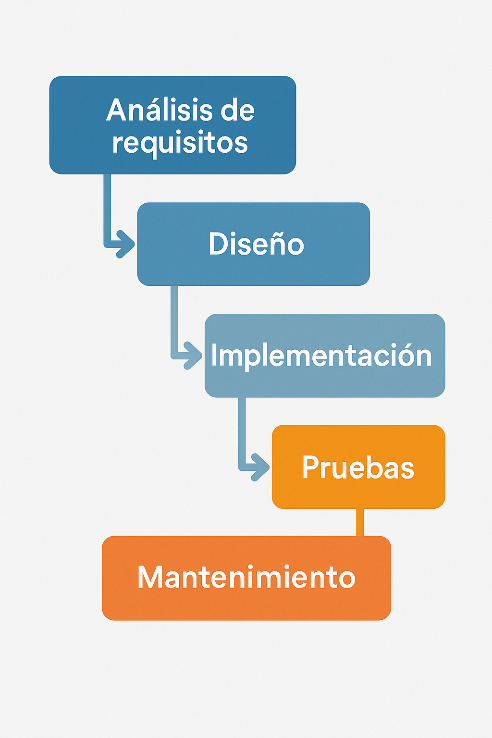 Análisis de
requisitos
Diseño
Implementación
Pruebas
Mantenimiento